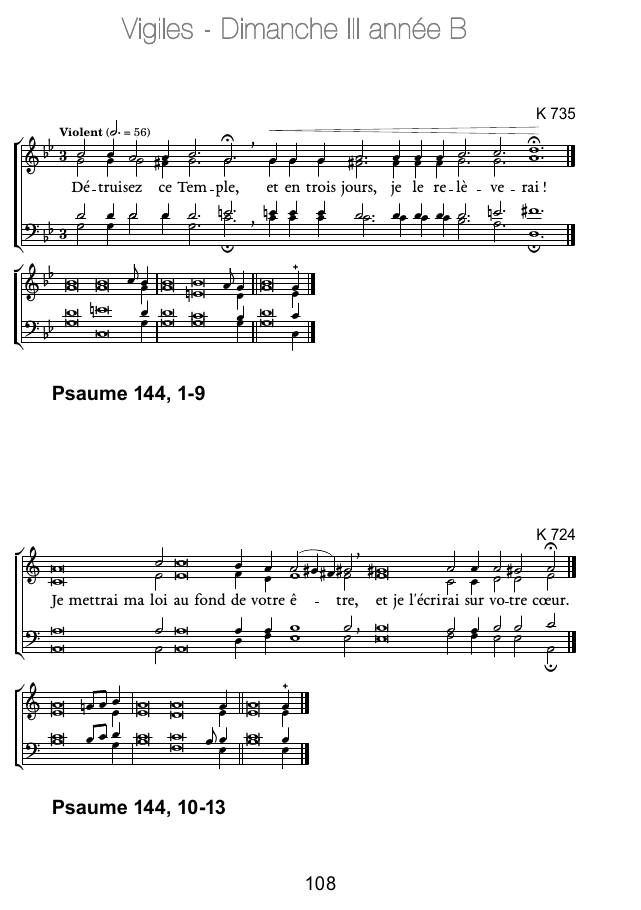 Vigiles - Dimanche III année B
K 735
Violent (𝅗𝅥. = 56)
Dé-truisez ce Tem-ple, et en trois jours, je le re-lè-ve-rai !
Psaume 144, 1-9
K 724
Je mettrai ma loi au fond de votre ê - tre, et je l'écrirai sur vo-tre cœur.
Psaume 144, 10-13
108